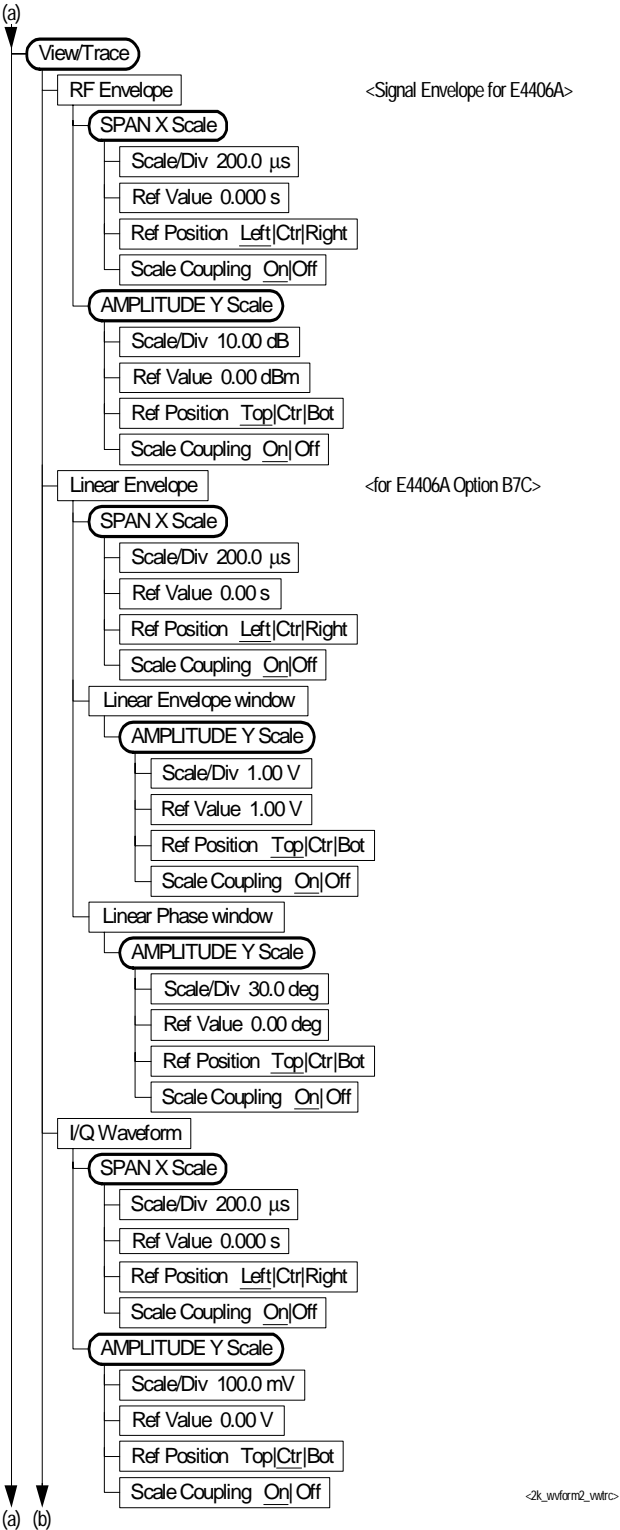 (a)
View/Trace
RF Envelope <Signal Envelope for E4406A>
SPAN X Scale
Scale/Div 200.0 μs
Ref Value 0.000 s
Ref Position Left|Ctr|Right
Scale Coupling On|Off
AMPLITUDE Y Scale
Scale/Div 10.00 dB
Ref Value 0.00 dBm
Ref Position Top|Ctr|Bot
Scale Coupling On|Off
Linear Envelope <for E4406A Option B7C>
SPAN X Scale
Scale/Div 200.0 μs
Ref Value 0.00 s
Ref Position Left|Ctr|Right
Scale Coupling On|Off
Linear Envelope window
AMPLITUDE Y Scale
Scale/Div 1.00 V
Ref Value 1.00 V
Ref Position Top|Ctr|Bot
Scale Coupling On|Off
Linear Phase window
AMPLITUDE Y Scale
Scale/Div 30.0 deg
Ref Value 0.00 deg
Ref Position Top|Ctr|Bot
Scale Coupling On|Off
I/Q Waveform
SPAN X Scale
Scale/Div 200.0 μs
Ref Value 0.000 s
Ref Position Left|Ctr|Right
Scale Coupling On|Off
AMPLITUDE Y Scale
Scale/Div 100.0 mV
Ref Value 0.00 V
Ref Position Top|Ctr|Bot
Scale Coupling On|Off <2k_wvform2_vwtrc>
(a) (b)